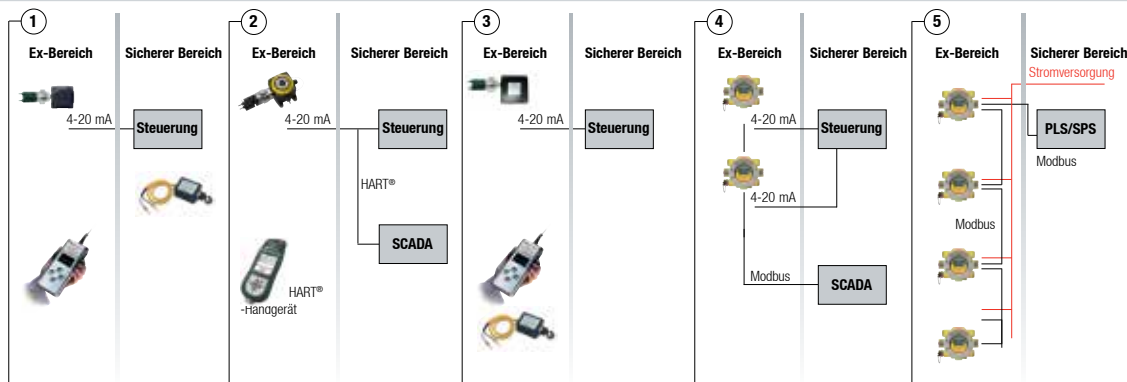 1
Ex-Bereich Sicherer Bereich
4-20 mA
Steuerung
2
Ex-Bereich Sicherer Bereich
4-20 mA
Steuerung
HART®
SCADA
HART®
-Handgerät
3
Ex-Bereich Sicherer Bereich
4-20 mA
Steuerung
4
Ex-Bereich Sicherer Bereich
4-20 mA
Steuerung
4-20 mA
Modbus
SCADA
5
Ex-Bereich Sicherer Bereich
Stromversorgung
PLS/SPS
Modbus
Modbus